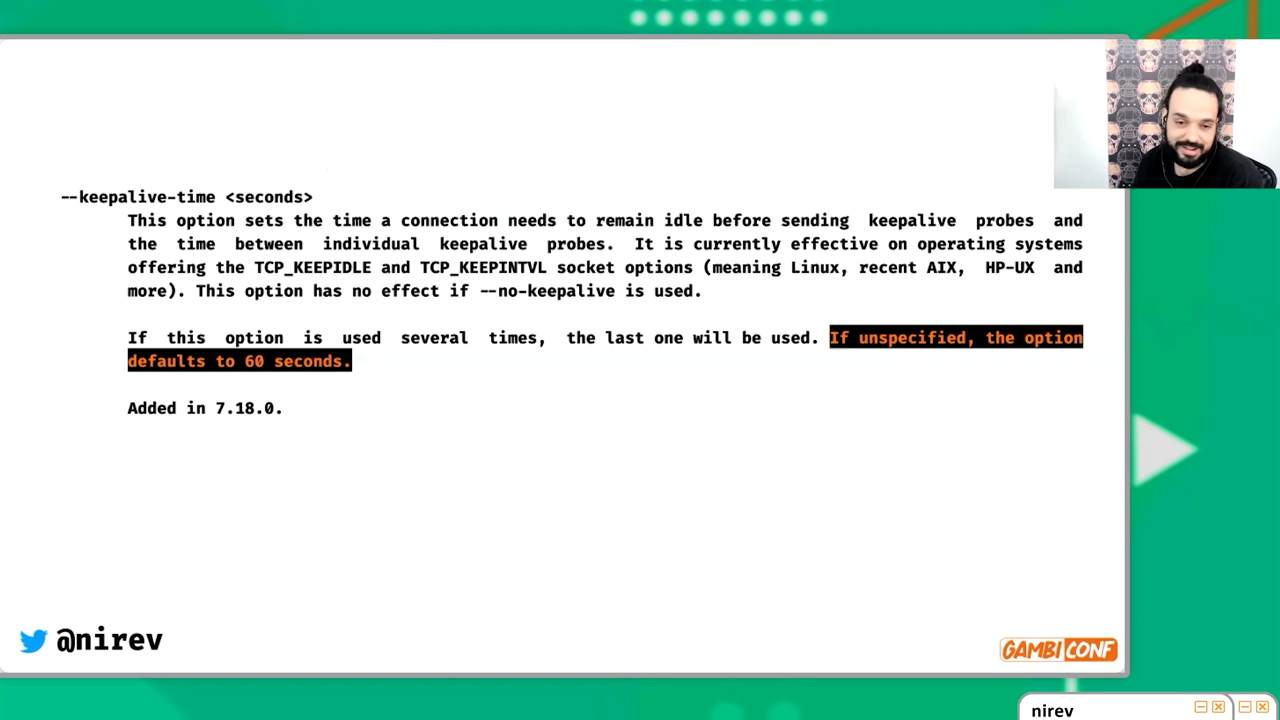 --keepalive-time <seconds>
This option sets the time a connection needs to remain idle before sending keepalive probes and
the time between individual keepalive probes. It is currently effective on operating systems
offering the TCP_KEEPIDLE and TCP_KEEPINTVL socket options (meaning Linux, recent AIX, HP-UX and
more). This option has no effect if --no-keepalive is used.
If this option is used several times, the last one will be used. If unspecified, the option
defaults to 60 seconds.
Added in 7.18.0.
@nirev
GAMBICONF
nirev